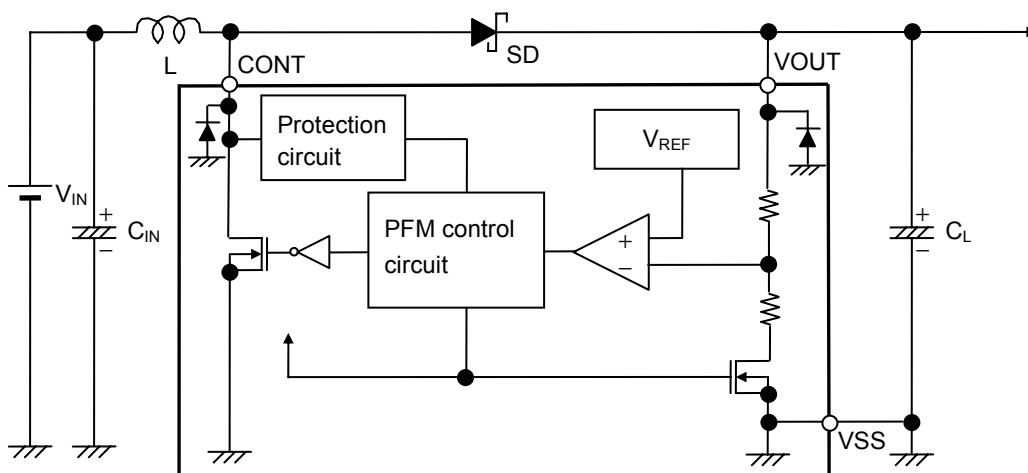 L
CONT
SD
VOUT
Protection
circuit
VREF
VIN
+
CIN
−
PFM control
circuit
+
−
+
CL
−
VSS